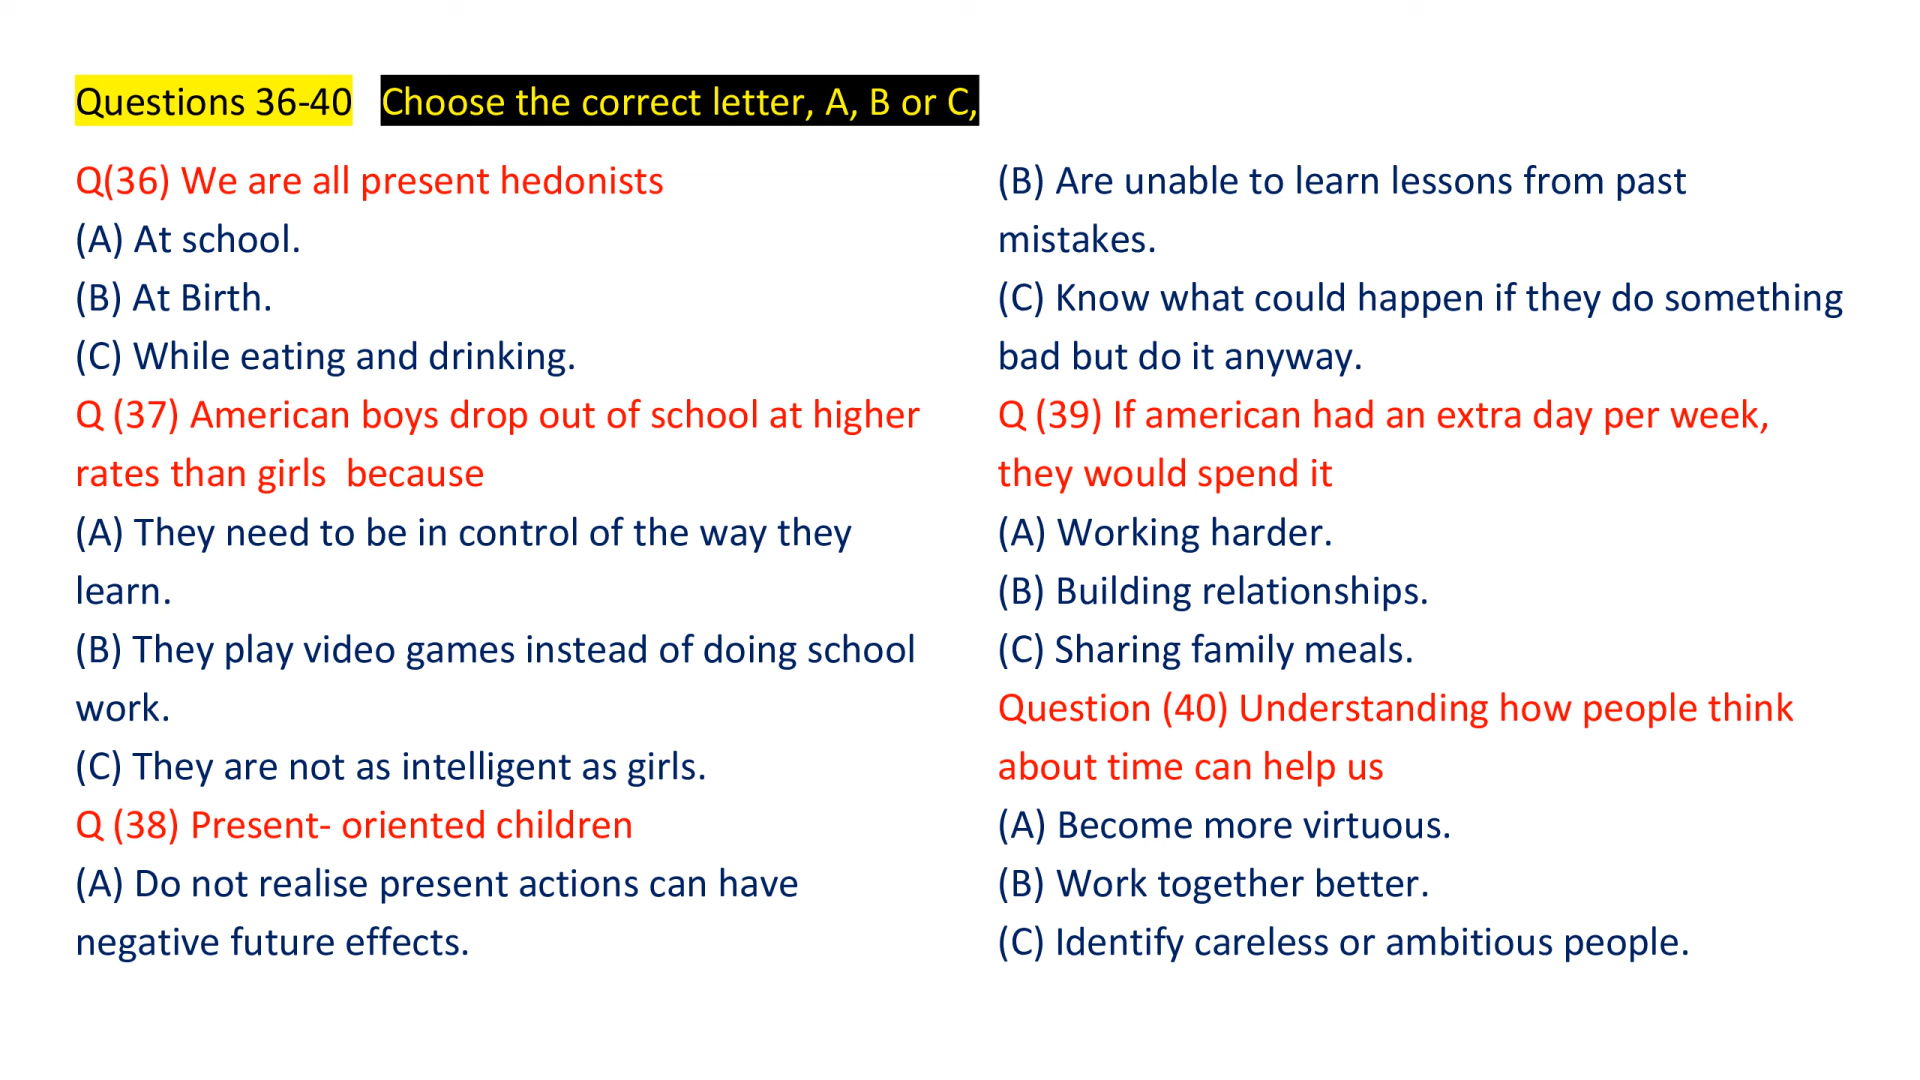 Questions 36-40 Choose the correct letter, A, B or C,
Q(36) We are all present hedonists
(A) At school.
(B) At Birth.
(C) While eating and drinking.
Q (37) American boys drop out of school at higher
rates than girls  because
(A) They need to be in control of the way they
learn.
(B) They play video games instead of doing school
work.
(C) They are not as intelligent as girls.
Q (38) Present- oriented children
(A) Do not realise present actions can have
negative future effects.
(B) Are unable to learn lessons from past
mistakes.
(C) Know what could happen if they do something
bad but do it anyway.
Q (39) If american had an extra day per week,
they would spend it
(A) Working harder.
(B) Building relationships.
(C) Sharing family meals.
Question (40) Understanding how people think
about time can help us
(A) Become more virtuous.
(B) Work together better.
(C) Identify careless or ambitious people.